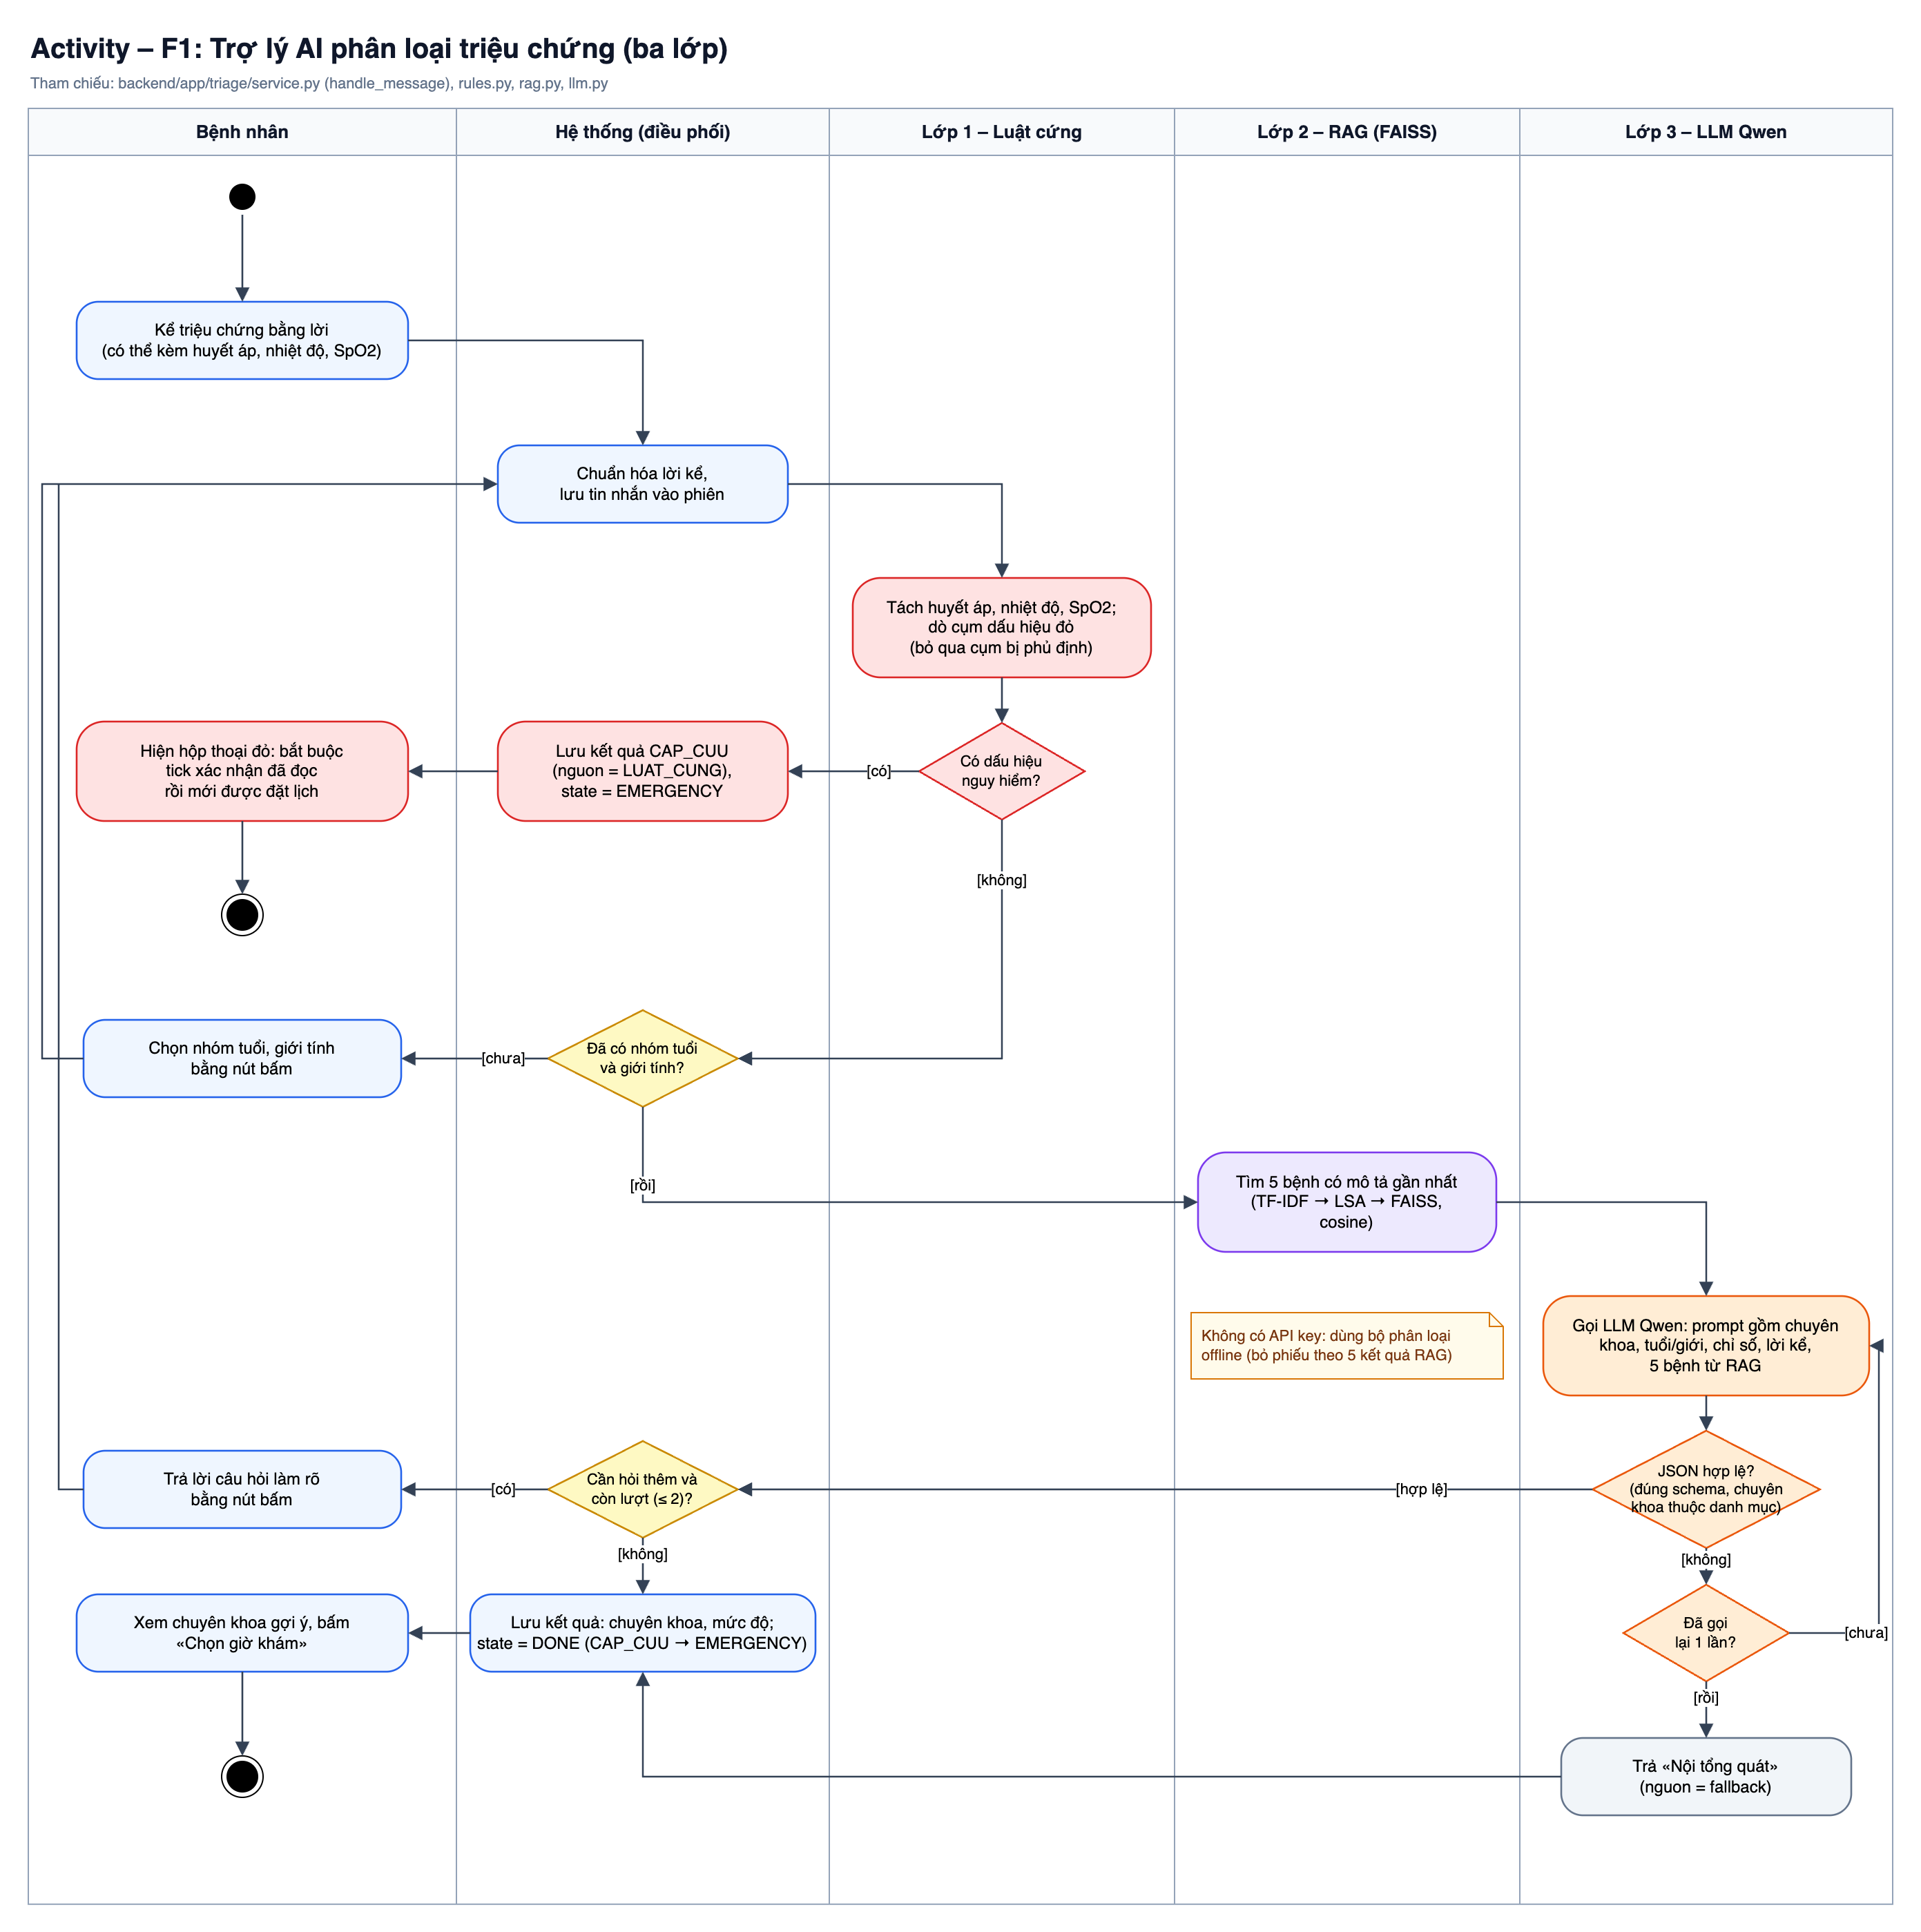 Activity – F1: Trợ lý AI phân loại triệu chứng (ba lớp)
Tham chiếu: backend/app/triage/service.py (handle_message), rules.py, rag.py, llm.py
Bệnh nhân
Hệ thống (điều phối)
Lớp 1 – Luật cứng
Lớp 2 – RAG (FAISS)
Lớp 3 – LLM Qwen
Kể triệu chứng bằng lời
(có thể kèm huyết áp, nhiệt độ, SpO2)
Chuẩn hóa lời kể,
lưu tin nhắn vào phiên
Tách huyết áp, nhiệt độ, SpO2;
dò cụm dấu hiệu đỏ
(bỏ qua cụm bị phủ định)
Hiện hộp thoại đỏ: bắt buộc
tick xác nhận đã đọc
rồi mới được đặt lịch
Lưu kết quả CAP_CUU
(nguon = LUAT_CUNG),
state = EMERGENCY
[có]
Có dấu hiệu
nguy hiểm?
[không]
Chọn nhóm tuổi, giới tính
bằng nút bấm
[chưa]
Đã có nhóm tuổi
và giới tính?
[rồi]
Tìm 5 bệnh có mô tả gần nhất
(TF-IDF → LSA → FAISS,
cosine)
Không có API key: dùng bộ phân loại
offline (bỏ phiếu theo 5 kết quả RAG)
Gọi LLM Qwen: prompt gồm chuyên
khoa, tuổi/giới, chỉ số, lời kể,
5 bệnh từ RAG
Trả lời câu hỏi làm rõ
bằng nút bấm
[có]
Cần hỏi thêm và
còn lượt (≤ 2)?
[hợp lệ]
JSON hợp lệ?
(đúng schema, chuyên
khoa thuộc danh mục)
[không]
[không]
Xem chuyên khoa gợi ý, bấm
«Chọn giờ khám»
Lưu kết quả: chuyên khoa, mức độ;
state = DONE (CAP_CUU → EMERGENCY)
Đã gọi
lại 1 lần?
[chưa]
[rồi]
Trả «Nội tổng quát»
(nguon = fallback)